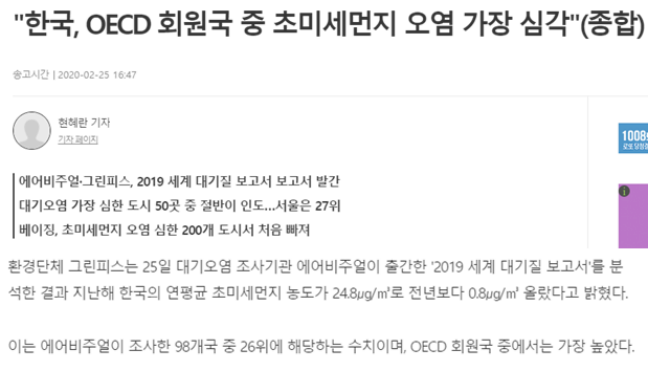 "한국, OECD 회원국 중 초미세먼지 오염 가장 심각"(종합)
송고시간 | 2020-02-25 16:47
현혜란 기자
기자 페이지
에어비주얼·그린피스, 2019 세계 대기질 보고서 보고서 발간
대기오염 가장 심한 도시 50곳 중 절반이 인도…서울은 27위
베이징, 초미세먼지 오염 심한 200개 도시서 처음 빠져
환경단체 그린피스는 25일 대기오염 조사기관 에어비주얼이 출간한 '2019 세계 대기질 보고서'를 분
석한 결과 지난해 한국의 연평균 초미세먼지 농도가 24.8㎍/㎥로 전년보다 0.8㎍/㎥ 올랐다고 밝혔다.
이는 에어비주얼이 조사한 98개국 중 26위에 해당하는 수치이며, OECD 회원국 중에서는 가장 높았다.